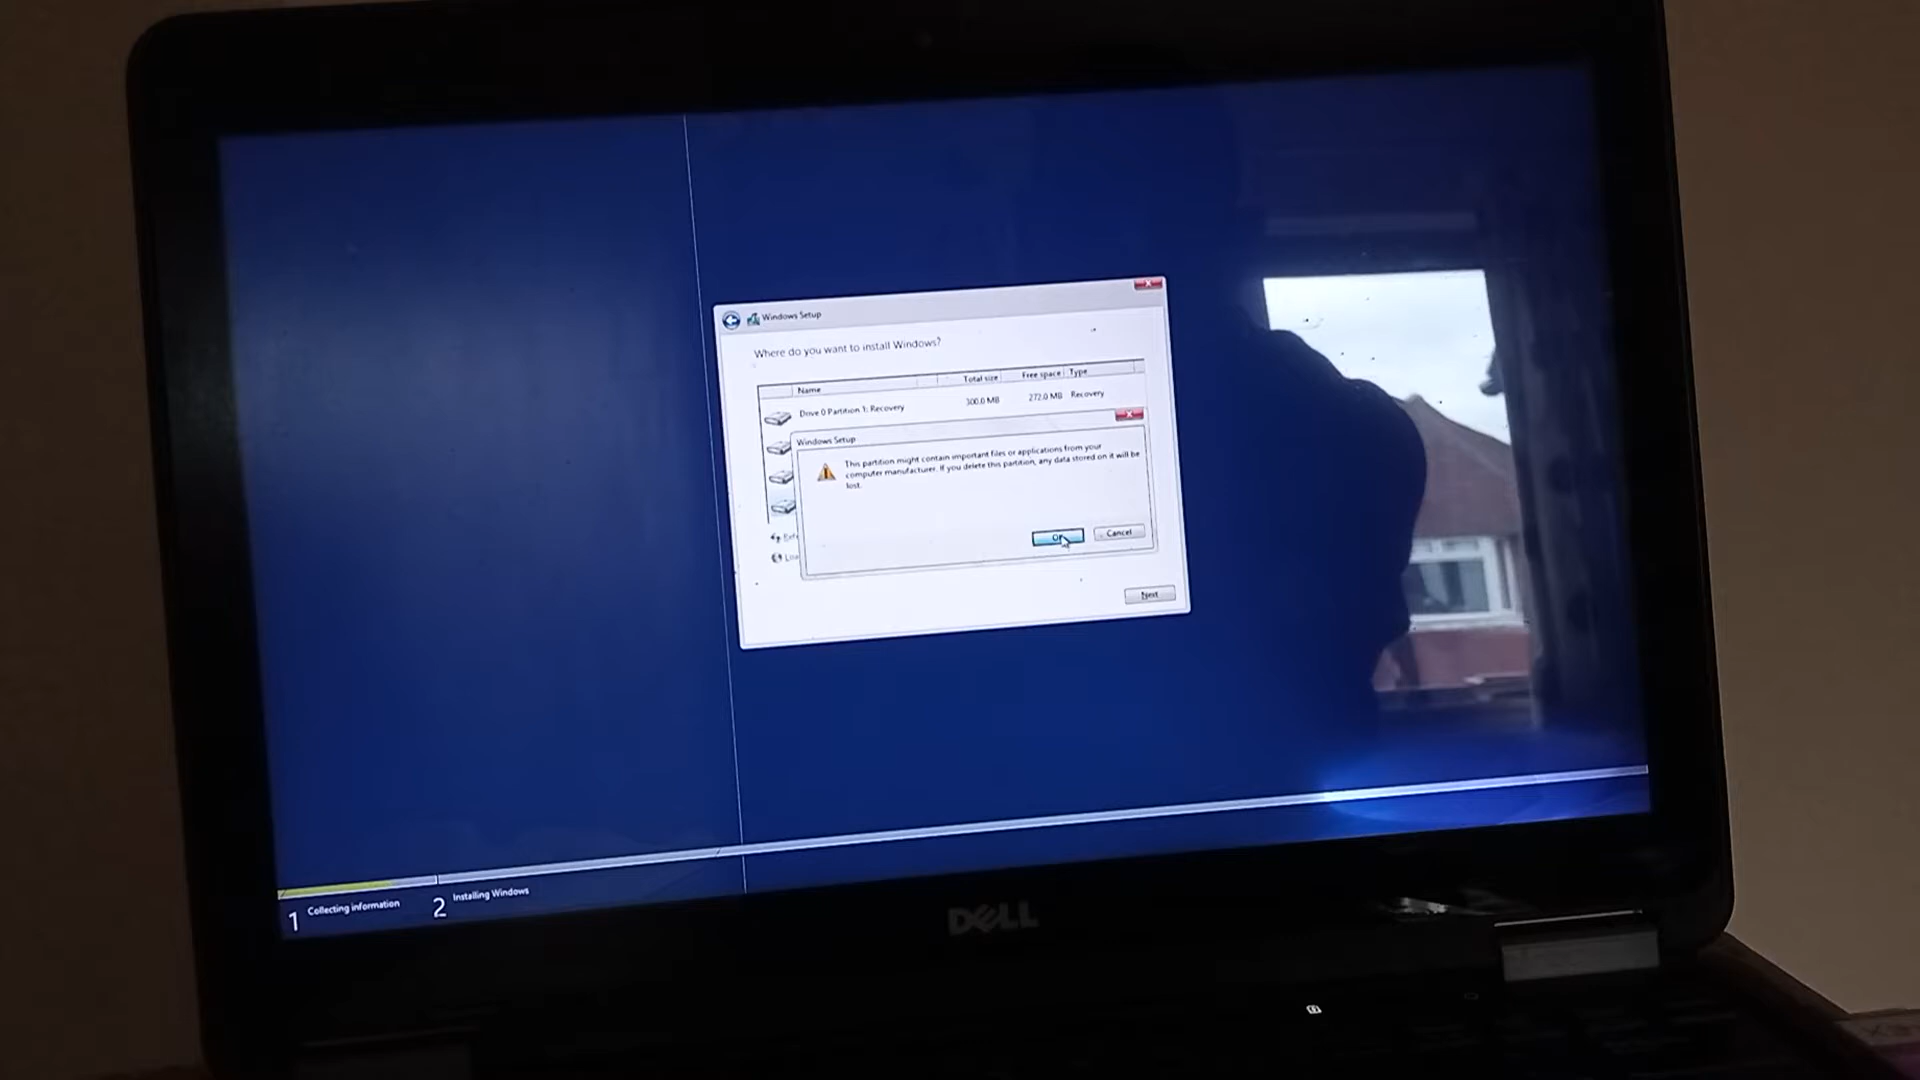 Windows Setup
Where do you want to install Windows?
Name Total size Free space Type
Drive 0 Partition 1: Recovery 300.0 MB 272.0 MB Recovery
Windows Setup
This partition might contain important files or applications from your
computer manufacturer. If you delete this partition, any data stored on it will be
lost.
Cancel
Next
1 Collecting information 2 Installing Windows
DELL